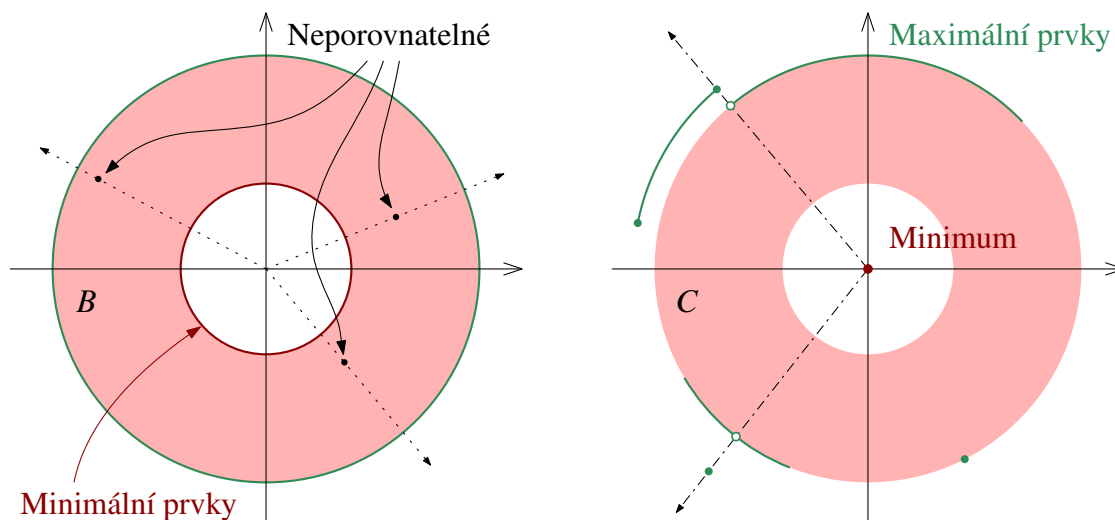 Neporovnatelné
B
Minimální prvky
Maximální prvky
Minimum
C